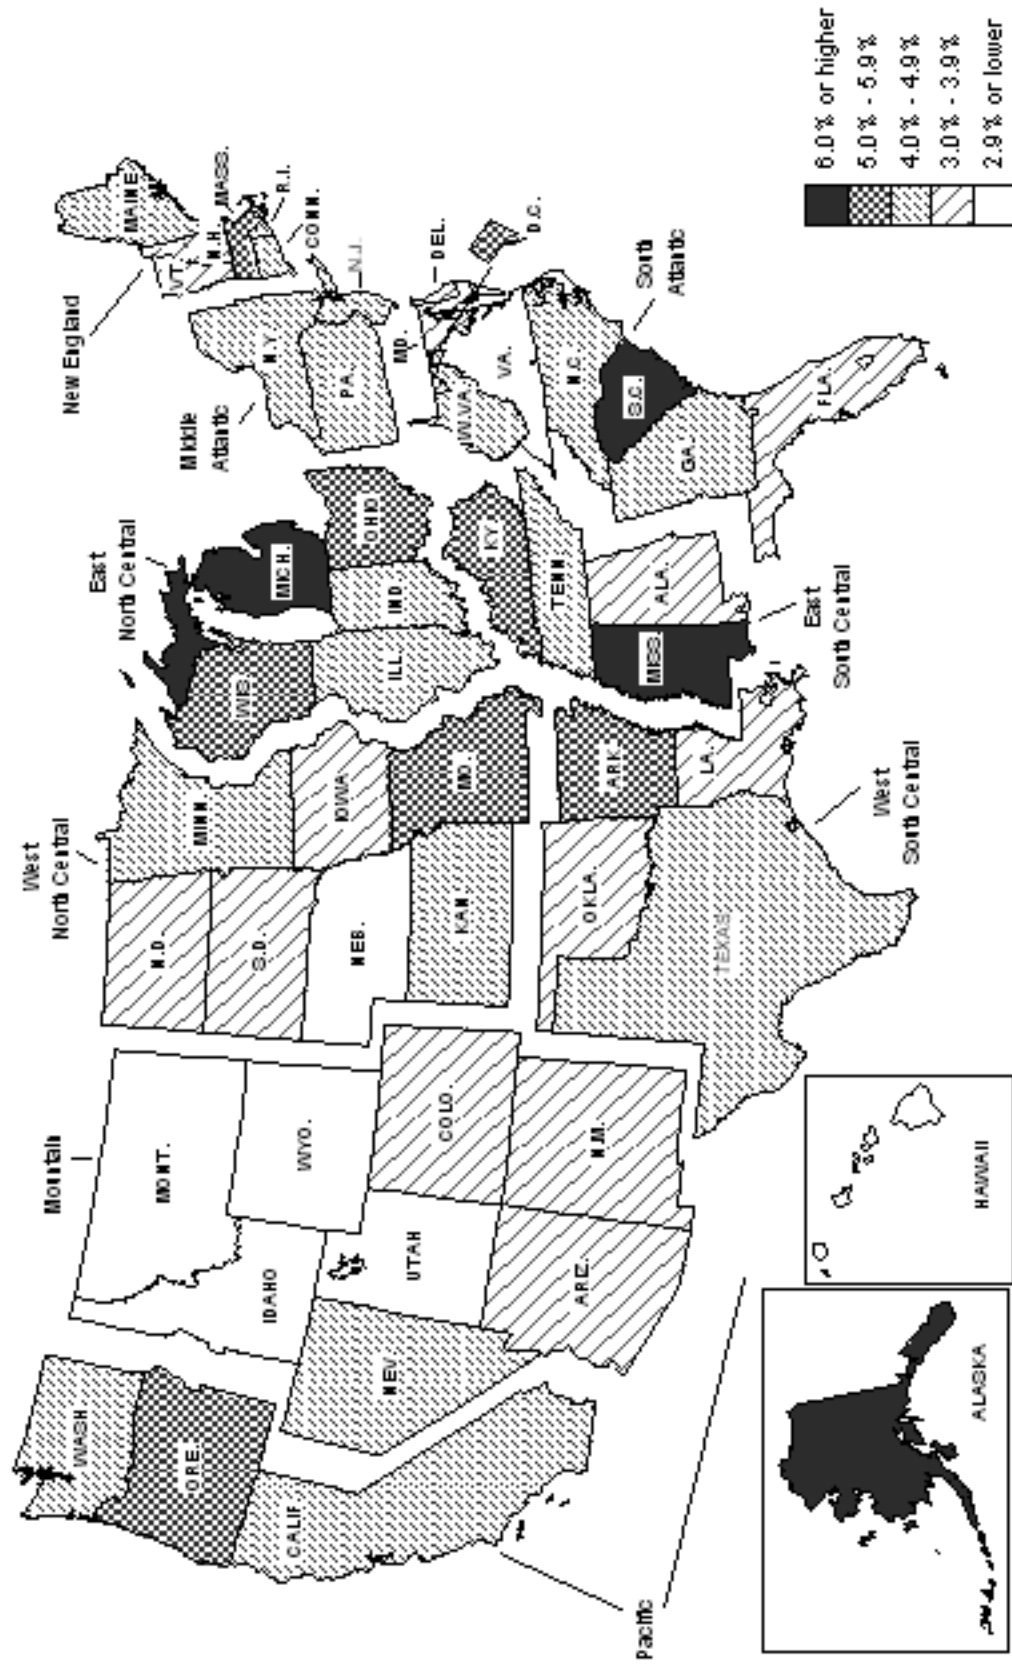 Pacific
WASH
ORE.
CALIF
NEV
IDAHO
MONT.
Mountain
WYO.
UTAH
COLO.
ARIZ.
N.M.
West
North Central
N.D.
S.D.
NEB.
KAN
MINN
IOWA
MO.
West
South Central
OKLA.
TEXAS
ARK.
LA.
East
North Central
WIS.
MICH.
ILL.
IND
OHIO
East
South Central
KY
TENN
MISS.
ALA.
Middle
Atlantic
N.Y.
PA.
N.J.
New England
MAINE
VT.
N.H.
MASS.
R.I.
CONN.
South
Atlantic
DEL.
MD.
D.C.
W.VA.
VA.
N.C
S.C.
GA.
FLA.
ALASKA
HAWAII
6.0% or higher
5.0% - 5.9%
4.0% - 4.9%
3.0% - 3.9%
2.9% or lower